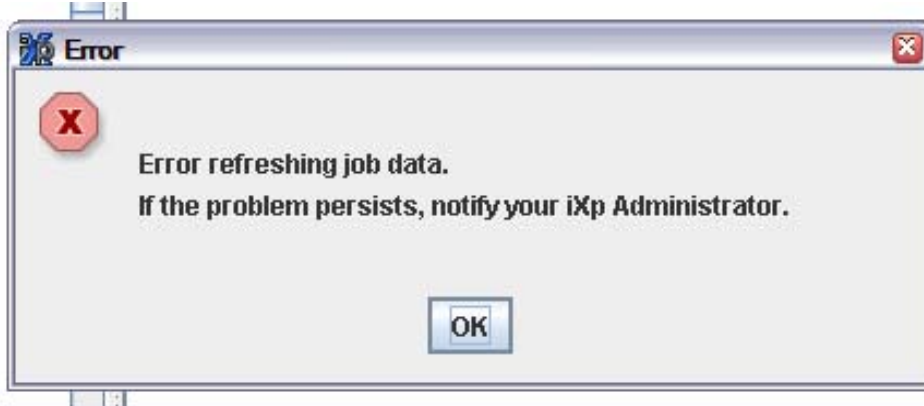 Error
Error refreshing job data.
If the problem persists, notify your iXp Administrator.
OK